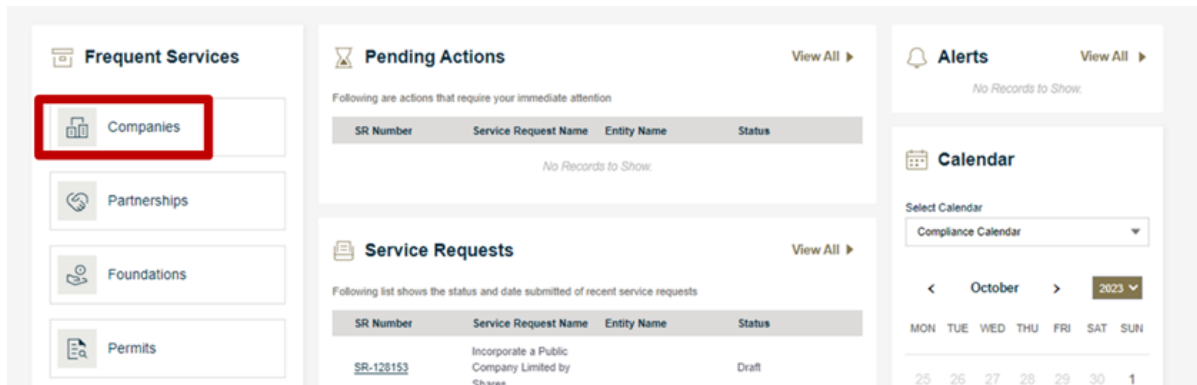 Frequent Services
Companies
Partnerships
Foundations
Permits
Pending Actions
View All
Following are actions that require your immediate attention
SR Number Service Request Name Entity Name Status
No Records to Show.
Service Requests
View All
Following list shows the status and date submitted of recent service requests
SR Number Service Request Name Entity Name Status
SR-128153 Incorporate a Public Company Limited by Shares Draft
Alerts
View All
No Records to Show.
Calendar
Select Calendar
Compliance Calendar
October 2023
MON TUE WED THU FRI SAT SUN
25 26 27 28 29 30 1